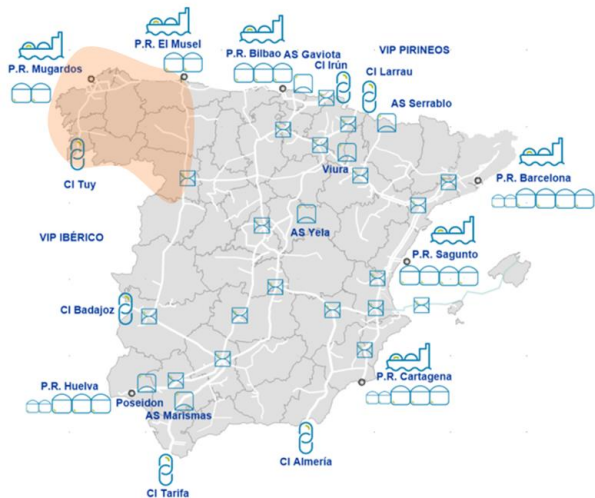 P.R. El Musel
VIP PIRINEOS
P.R. Bilbao
AS Gaviota
CI Irún
P.R. Mugardos
CI Larrau
AS Serrablo
Viura
P.R. Barcelona
CI Tuy
AS Yela
VIP IBÉRICO
P.R. Sagunto
CI Badajoz
P.R. Cartagena
P.R. Huelva
Poseidon
AS Marismas
CI Almería
CI Tarifa